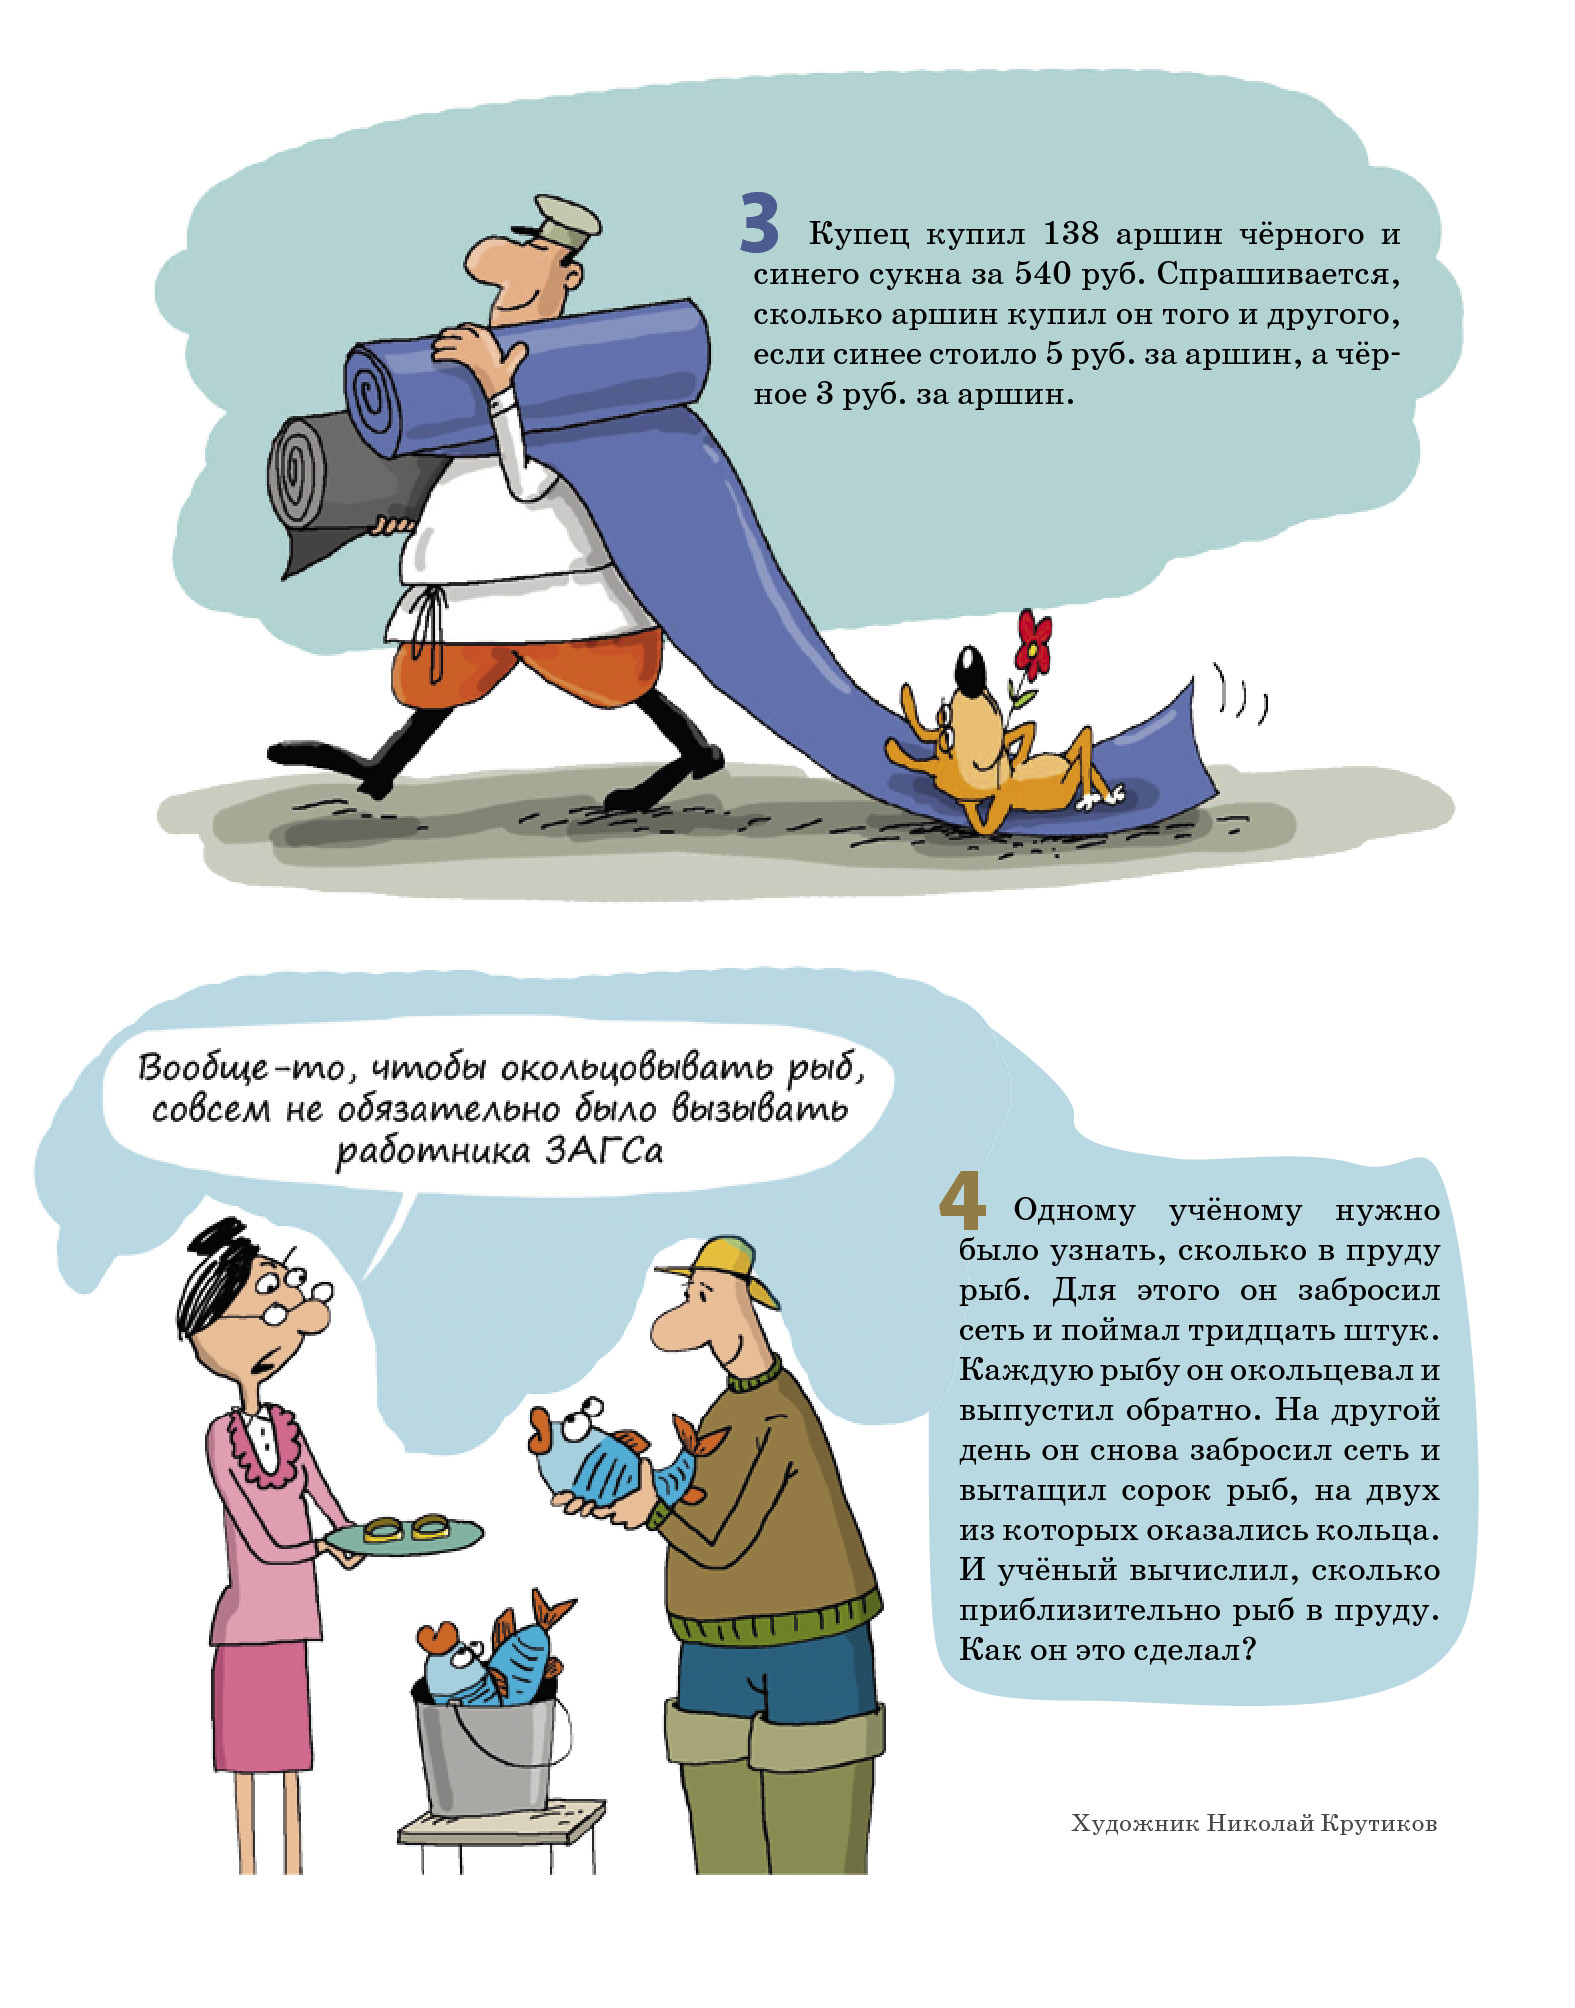 3 Купец купил 138 аршин чёрного и
синего сукна за 540 руб. Спрашивается,
сколько аршин купил он того и другого,
если синее стоило 5 руб. за аршин, а чёр-
ное 3 руб. за аршин.
Вообще-то, чтобы окольцовывать рыб,
совсем не обязательно было вызывать
работника ЗАГСа
4 Одному учёному нужно
было узнать, сколько в пруду
рыб. Для этого он забросил
сеть и поймал тридцать штук.
Каждую рыбу он окольцевал и
выпустил обратно. На другой
день он снова забросил сеть и
вытащил сорок рыб, на двух
из которых оказались кольца.
И учёный вычислил, сколько
приблизительно рыб в пруду.
Как он это сделал?
Художник Николай Крутиков